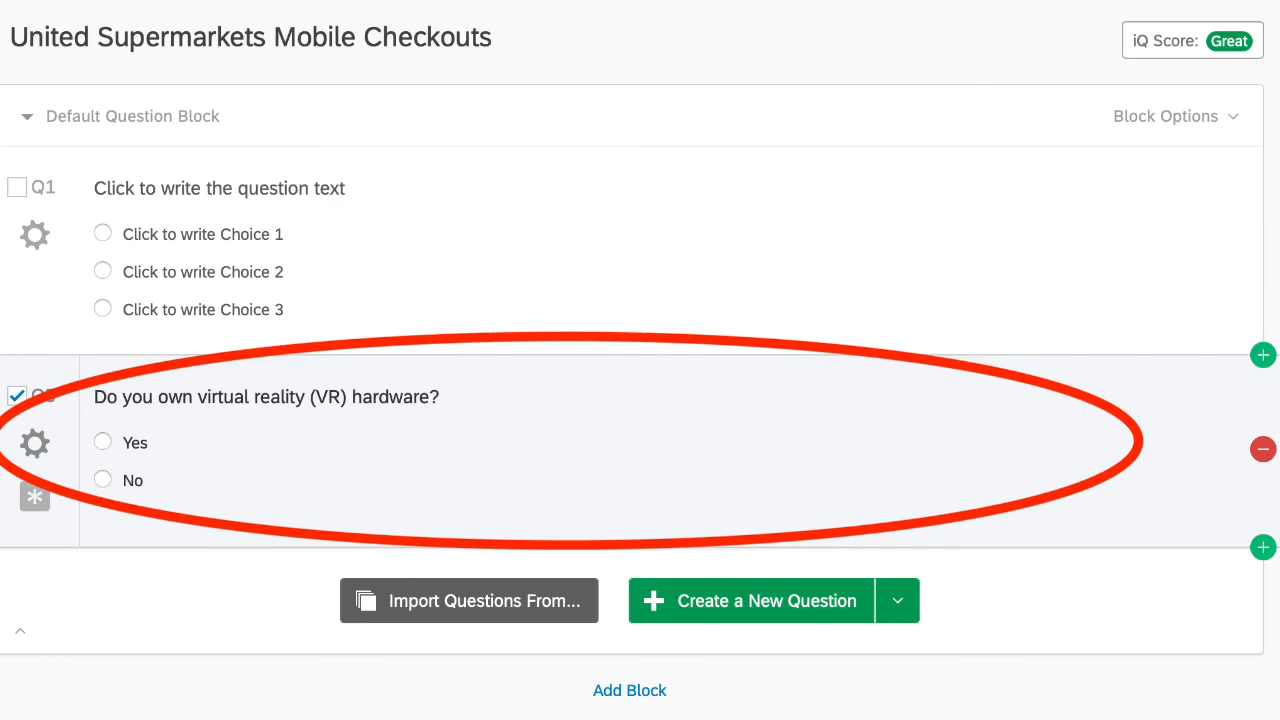 United Supermarkets Mobile Checkouts
iQ Score: Great
Default Question Block
Block Options
Q1
Click to write the question text
Click to write Choice 1
Click to write Choice 2
Click to write Choice 3
Do you own virtual reality (VR) hardware?
Yes
No
Import Questions From...
Create a New Question
Add Block